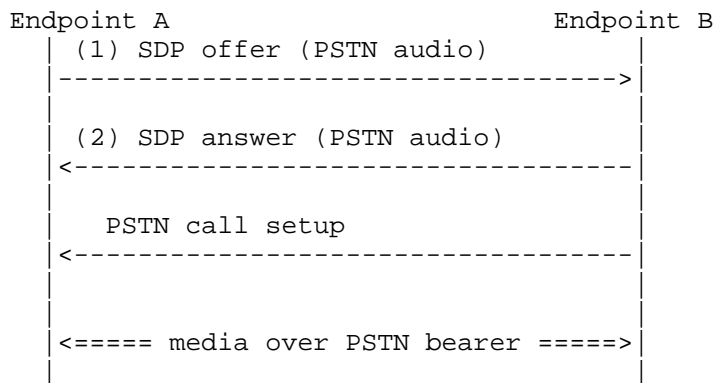 Endpoint A Endpoint B
(1) SDP offer (PSTN audio)
(2) SDP answer (PSTN audio)
PSTN call setup
<===== media over PSTN bearer =====>